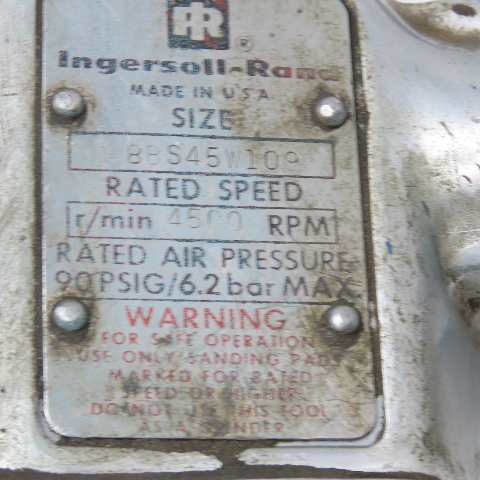 IR ®
Ingersoll-Rand
MADE IN U.S.A.
SIZE
88S45W109
RATED SPEED
r/min 4500 RPM
RATED AIR PRESSURE
90 PSIG/6.2 bar MAX
WARNING
FOR SAFE OPERATION
USE ONLY SANDING PADS
MARKED FOR RATED
SPEED OR HIGHER.
DO NOT USE THIS TOOL
AS A GRINDER